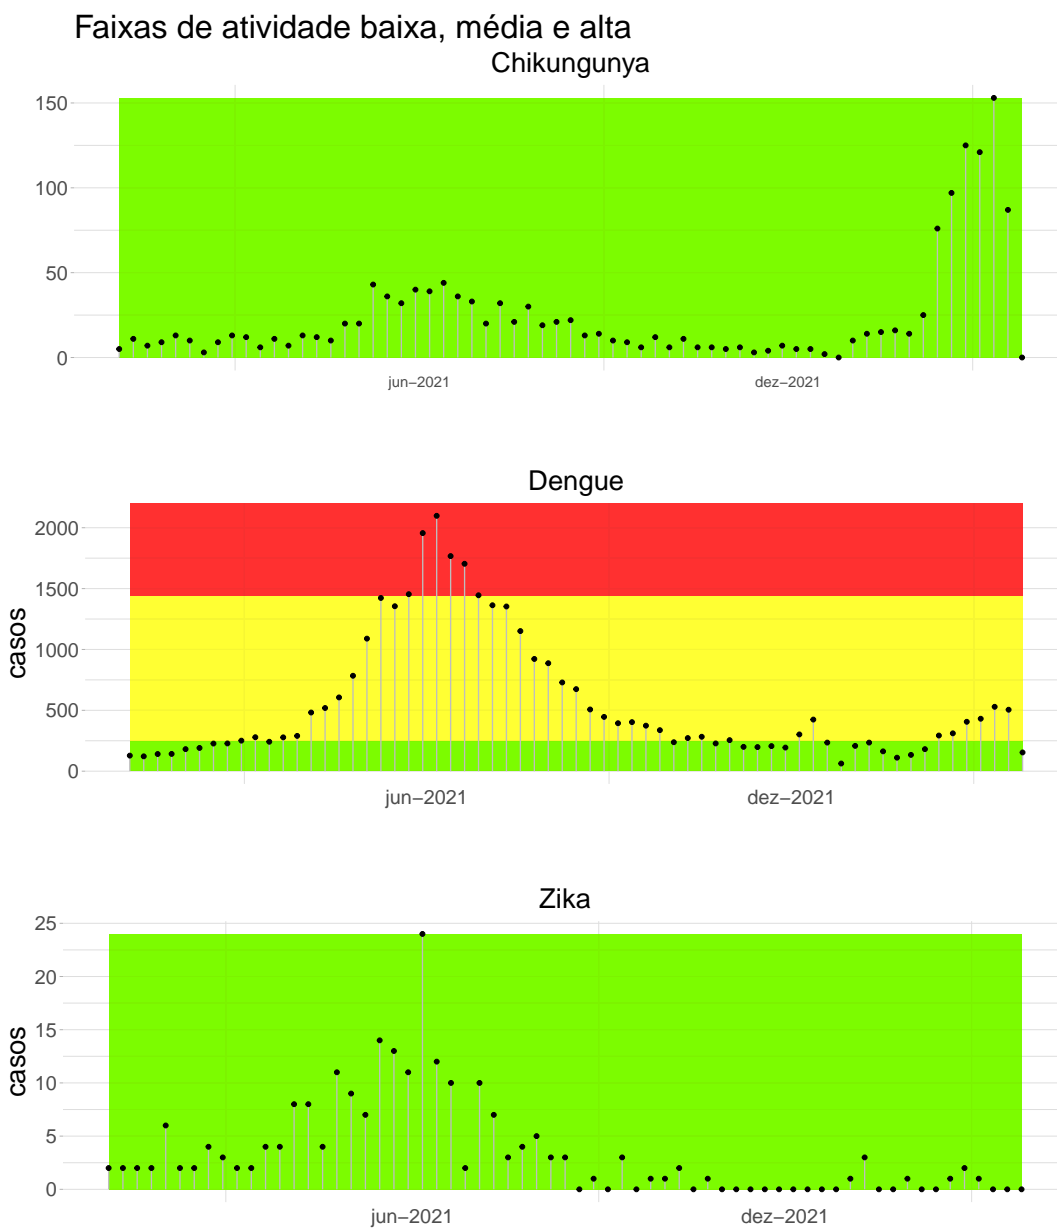 Faixas de atividade baixa, média e alta
Chikungunya
150
100
50
0
jun−2021
dez−2021
Dengue
casos
2000
1500
1000
500
0
jun−2021
dez−2021
Zika
casos
25
20
15
10
5
0
jun−2021
dez−2021